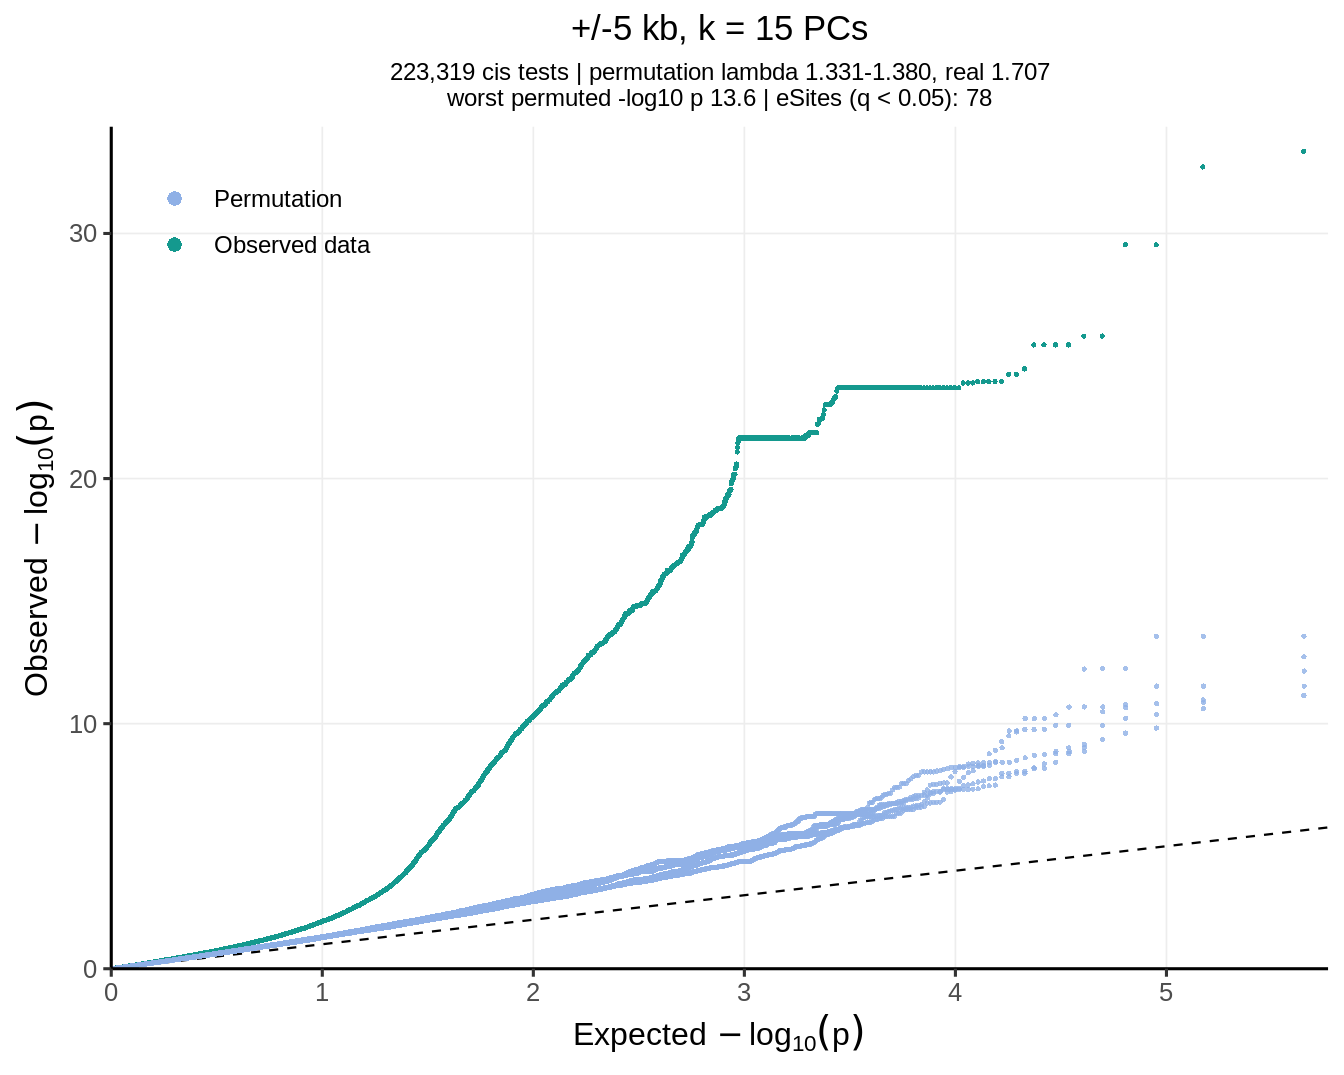 +/-5 kb, k = 15 PCs
223,319 cis tests | permutation lambda 1.331-1.380, real 1.707
worst permuted -log10 p 13.6 | eSites (q < 0.05): 78
Permutation
Observed data
Observed −log10(p)
30
20
10
0
0 1 2 3 4 5
Expected −log10(p)